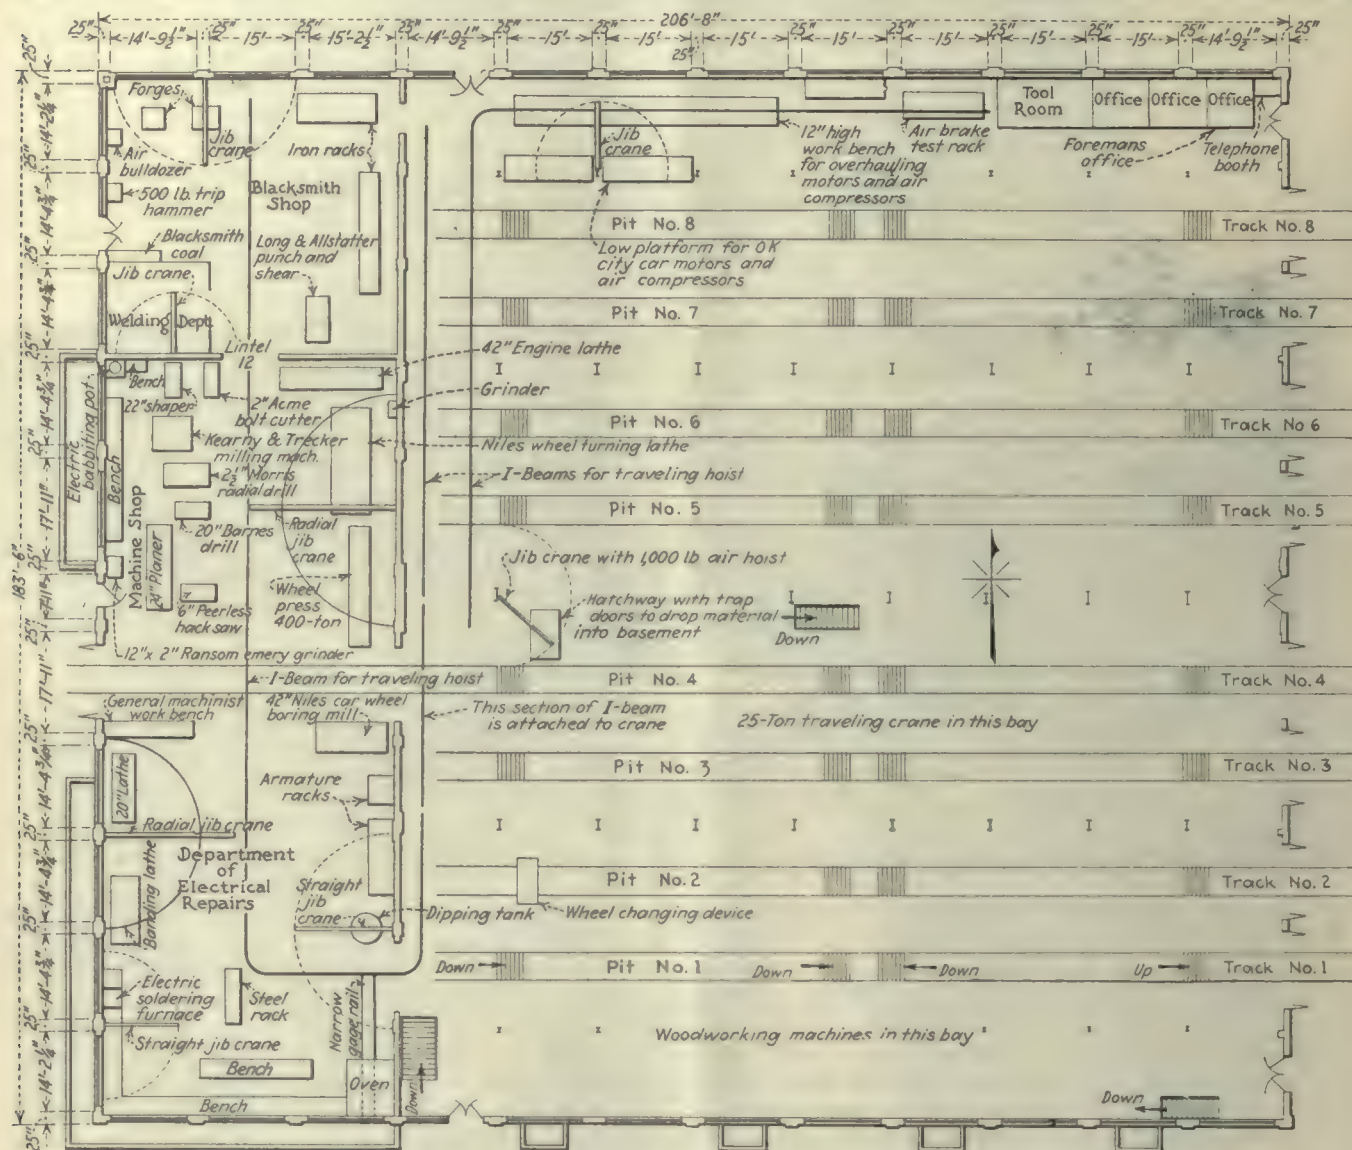 206'-8"
25" 14'-9½" 25" 15' 25" 15'-2½" 25" 14'-9½" 25" 15' 25" 15' 25" 15' 25" 15' 25" 15' 25" 15' 25" 15' 25" 14'-9½" 25"
183'-6"
Forges
Jib
crane
Air
bulldozer
500 lb. trip
hammer
Iron racks
Blacksmith
Shop
Blacksmith
coal
Jib crane
Long & Allstatter
punch and
shear
Welding Dept.
Lintel
12
Jib
crane
12" high
work bench
for overhauling
motors and air
compressors
Air brake
test rack
Tool
Room
Office
Office
Office
Foremans
office
Telephone
booth
Pit No. 8
Track No. 8
Low platform for OK
city car motors and
air compressors
Pit No. 7
Track No. 7
42" Engine lathe
Grinder
Bench
22" shaper
2" Acme
bolt cutter
Kearny & Trecker
milling mach.
Niles wheel turning lathe
Electric
babbiting pot
Bench
Machine Shop
2½' Morris
radial drill
I-Beams for traveling hoist
Pit No. 6
Track No 6
Pit No. 5
Track No. 5
20" Barnes
drill
24" Planer
Radial
jib
crane
Wheel
press
400-ton
6" Peerless
hack saw
12" x 2" Ransom emery grinder
Jib crane with 1,000 lb air hoist
Hatchway with trap
doors to drop material
into basement
Down
I-Beam for traveling hoist
Pit No. 4
Track No. 4
General machinist
work bench
42" Niles car wheel
boring mill
This section of I-beam
is attached to crane
25-Ton traveling crane in this bay
20" Lathe
Armature
racks
Pit No. 3
Track No. 3
Radial jib crane
Department
of
Electrical
Repairs
Banding lathe
Straight
jib
crane
Dipping tank
Wheel changing device
Pit No. 2
Track No. 2
Down
Pit No. 1
Down
Down
Up
Track No. 1
Electric
soldering
furnace
Steel
rack
Narrow
gage rail
Straight jib crane
Woodworking machines in this bay
Bench
Oven
Down
Bench
Down